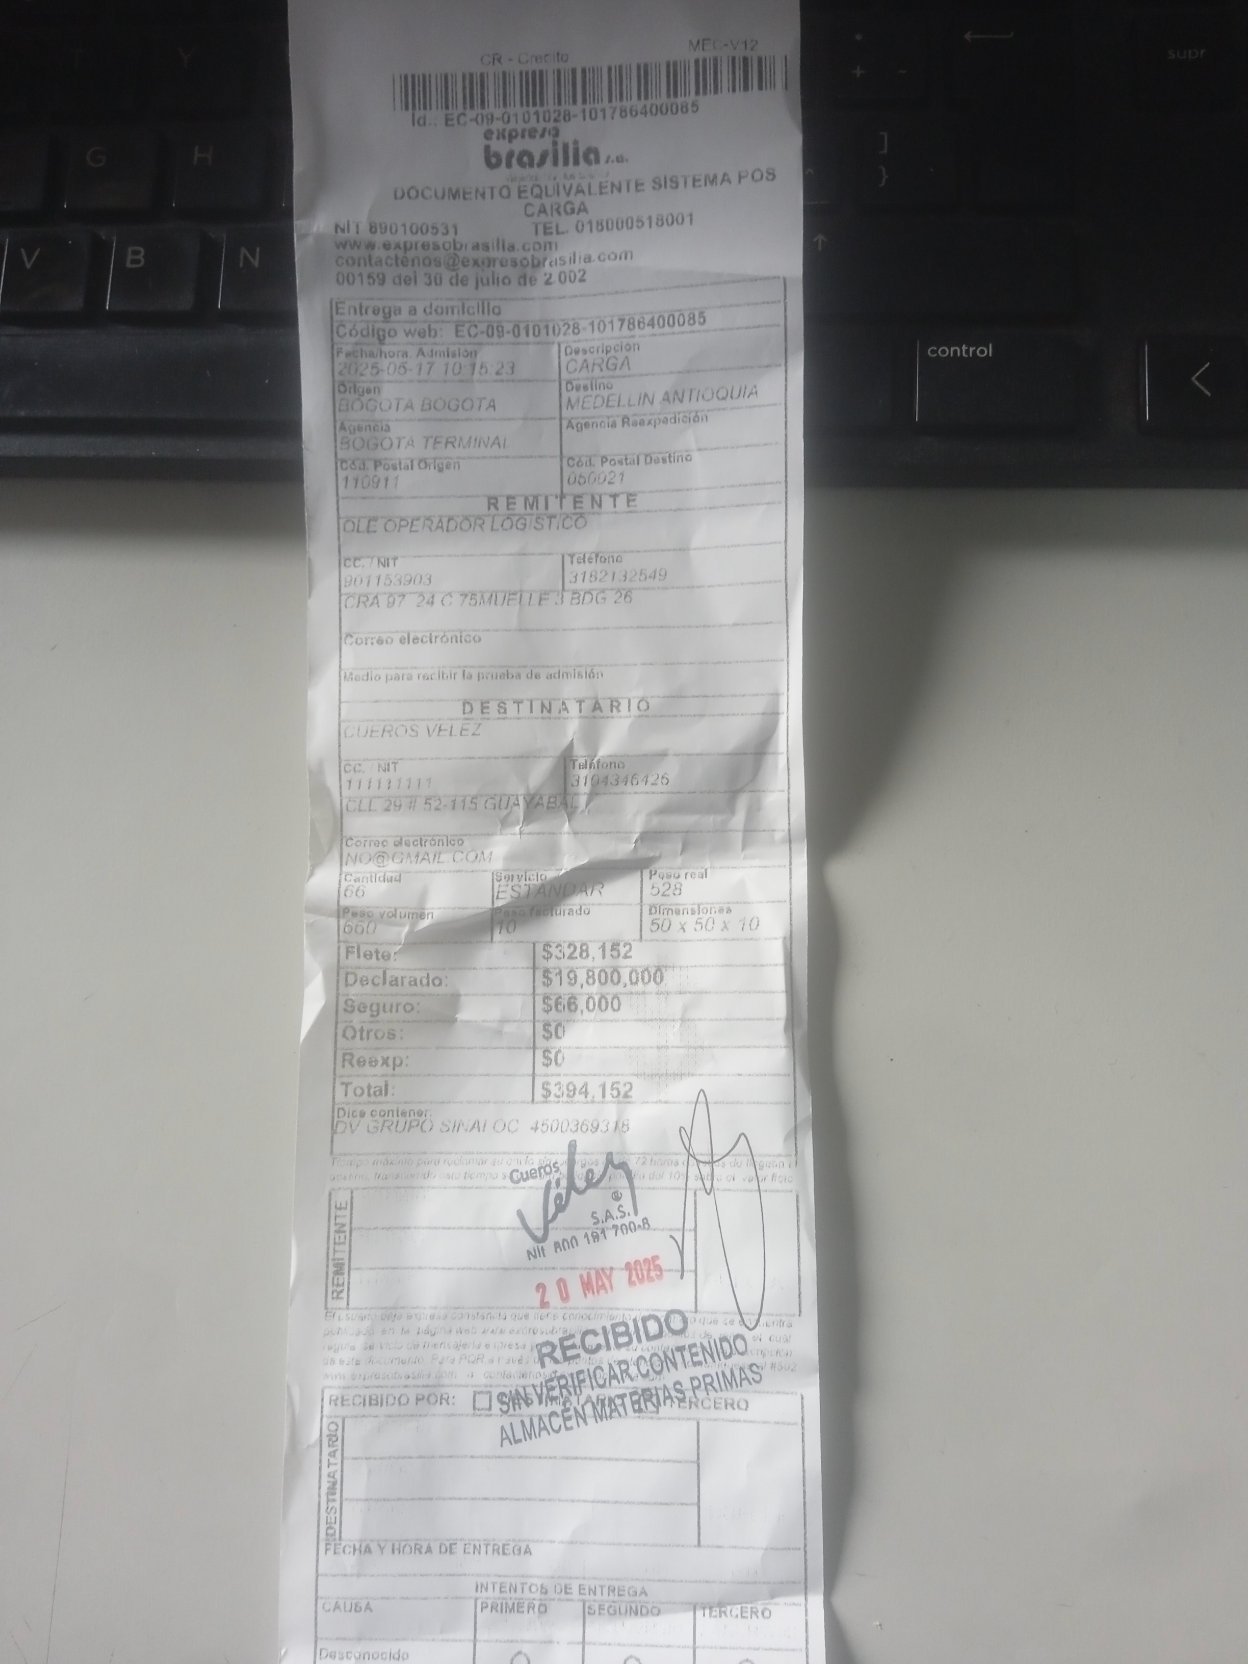 CR - Credito MEC-V12
Id.: EC-09-0101028-101786400085
expreso
brasilia s.a.
DOCUMENTO EQUIVALENTE SISTEMA POS
CARGA
NIT 890100531 TEL. 018000518001
www.expresobrasilia.com
contactenos@expresobrasilia.com
00159 del 30 de julio de 2002
Entrega a domicilio
Código web: EC-09-0101028-101786400085
Fecha/hora. Admisión Descripcion
10:15:23 CARGA
Origen Destino
BOGOTA BOGOTA MEDELLIN ANTIOQUIA
Agencia Agencia Reexpedición
BOGOTA TERMINAL
Cód. Postal Origen Cód. Postal Destino
110911
REMITENTE
OLE OPERADOR LOGISTICO
CC. / NIT Teléfono
901153903 3182132549
CRA 97 24 C 75MUELLE 3 BDG 26
Correo electrónico
Medio para recibir la prueba de admisión
DESTINATARIO
CUEROS VELEZ
CC. / NIT Teléfono
111111111 3104346426
CLL 29 # 52-115 GUAYABAL
Correo electrónico
NO@GMAIL.COM
Cantidad Servicio Peso real
66 ESTANDAR 528
Peso volumen Peso facturado Dimensiones
660 10 50 x 50 x 10
Flete: $328,152
Declarado: $19,800,000
Seguro: $66,000
Otros: $0
Reexp: $0
Total: $394,152
Dice contener:
DV GRUPO SINAI OC 4500369318
Cueros
Vélez
S.A.S.
Nit 800 191 700-8
20 MAY 2025
REMITENTE
RECIBIDO
SIN VERIFICAR CONTENIDO
ALMACÉN MATERIAS PRIMAS
RECIBIDO POR: TERCERO
DESTINATARIO
FECHA Y HORA DE ENTREGA
INTENTOS DE ENTREGA
CAUSA PRIMERO SEGUNDO TERCERO
Desconocido
T Y
G H
V B N
supr
+ -
]
}
control
<